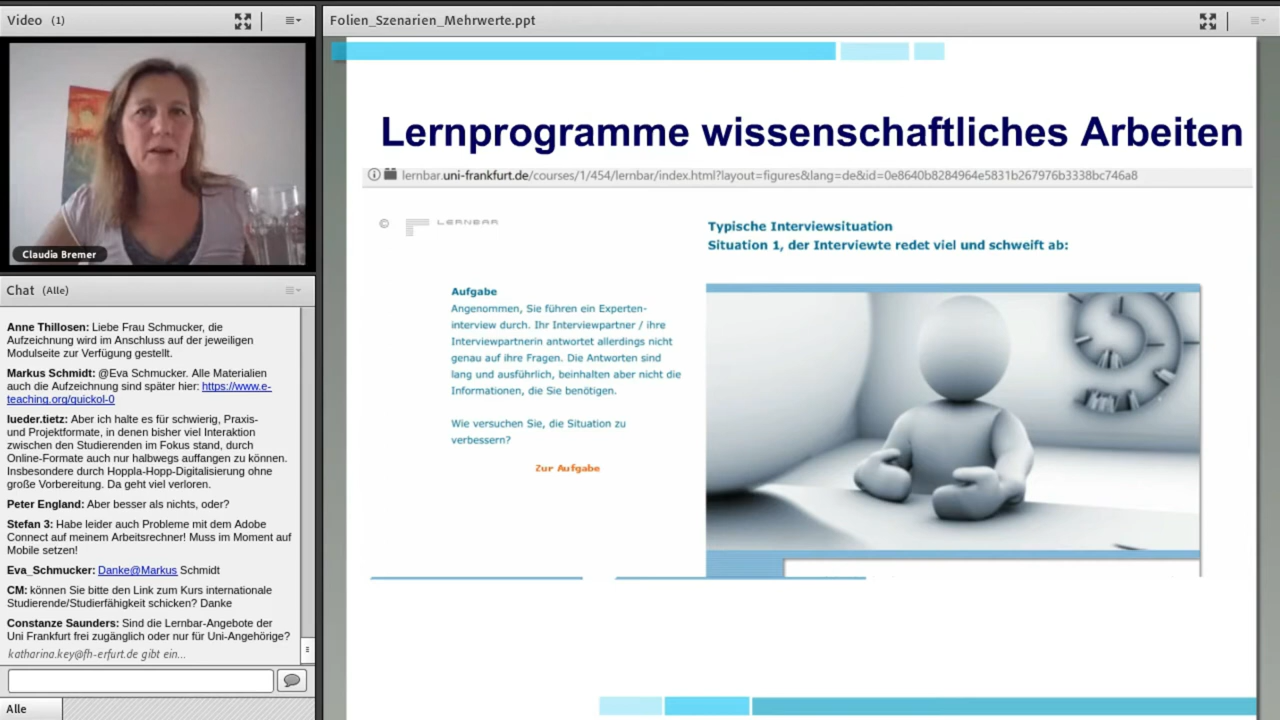 Video (1)
Claudia Bremer
Chat (Alle)
Anne Thillosen: Liebe Frau Schmucker, die
Aufzeichnung wird im Anschluss auf der jeweiligen
Modulseite zur Verfügung gestellt.
Markus Schmidt: @Eva Schmucker. Alle Materialien
auch die Aufzeichnung sind später hier: https://www.e-
teaching.org/quickol-0
lueder.tietz: Aber ich halte es für schwierig, Praxis-
und Projektformate, in denen bisher viel Interaktion
zwischen den Studierenden im Fokus stand, durch
Online-Formate auch nur halbwegs auffangen zu können.
Insbesondere durch Hoppla-Hopp-Digitalisierung ohne
große Vorbereitung. Da geht viel verloren.
Peter England: Aber besser als nichts, oder?
Stefan 3: Habe leider auch Probleme mit dem Adobe
Connect auf meinem Arbeitsrechner! Muss im Moment auf
Mobile setzen!
Eva_Schmucker: Danke@Markus Schmidt
CM: können Sie bitte den Link zum Kurs internationale
Studierende/Studierfähigkeit schicken? Danke
Constanze Saunders: Sind die Lernbar-Angebote der
Uni Frankfurt frei zugänglich oder nur für Uni-Angehörige?
katharina.key@fh-erfurt.de gibt ein...
Alle
Folien_Szenarien_Mehrwerte.ppt
Lernprogramme wissenschaftliches Arbeiten
lernbar.uni-frankfurt.de/courses/1/454/lernbar/index.html?layout=figures&lang=de&id=0e8640b8284964e5831b267976b3338bc746a8
© LERNBAR
Typische Interviewsituation
Situation 1, der Interviewte redet viel und schweift ab:
Aufgabe
Angenommen, Sie führen ein Experten-
interview durch. Ihr Interviewpartner / ihre
Interviewpartnerin antwortet allerdings nicht
genau auf ihre Fragen. Die Antworten sind
lang und ausführlich, beinhalten aber nicht die
Informationen, die Sie benötigen.
Wie versuchen Sie, die Situation zu
verbessern?
Zur Aufgabe